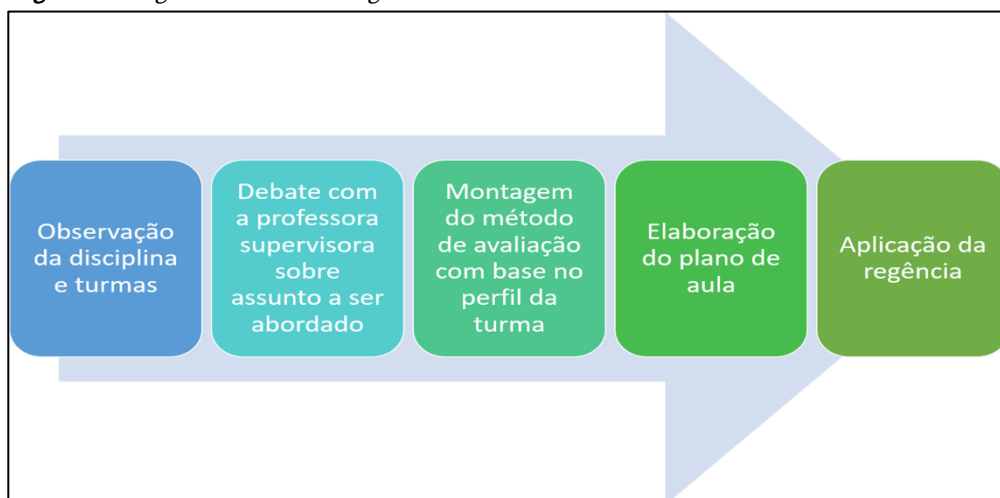 Observação
da disciplina
e turmas
Debate com
a professora
supervisora
sobre
assunto a ser
abordado
Montagem
do método
de avaliação
com base no
perfil da
turma
Elaboração
do plano de
aula
Aplicação da
regência